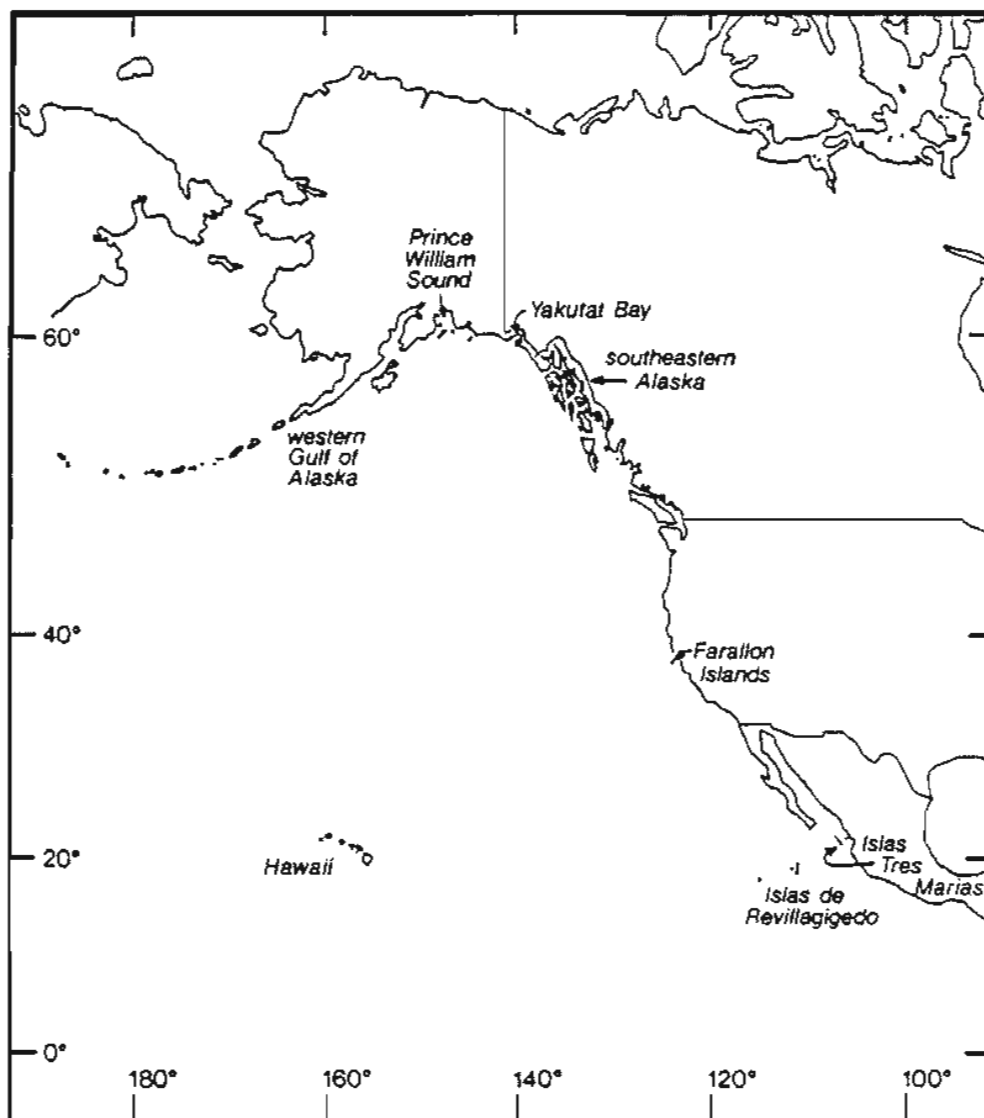 Prince
William
Sound
Yakutat Bay
60°
southeastern
Alaska
western
Gulf of
Alaska
40°
Farallon
Islands
Hawaii
20°
Islas
Tres
Marias
Islas de
Revillagigedo
0°
180°
160°
140°
120°
100°